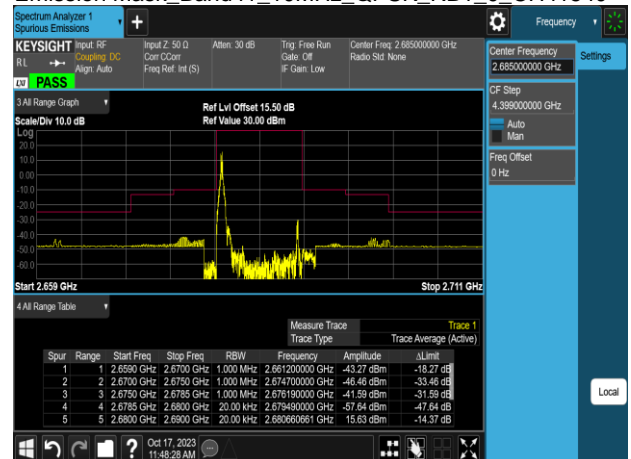 Spectrum Analyzer 1
Spurious Emissions
Frequency
KEYSIGHT
RL
Input: RF
Coupling: DC
Align: Auto
Input Z: 50 Ω
Corr CCorr
Freq Ref: Int (S)
Atten: 30 dB
Trig: Free Run
Gate: Off
IF Gain: Low
Center Freq: 2.685000000 GHz
Radio Std: None
LXI PASS
Center Frequency
2.685000000 GHz
Settings
CF Step
4.399000000 GHz
Auto
Man
Freq Offset
0 Hz
3 All Range Graph
Scale/Div 10.0 dB
Ref Lvl Offset 15.50 dB
Ref Value 30.00 dBm
Log
20.0
10.0
0.00
-10.0
-20.0
-30.0
-40.0
-50.0
-60.0
Start 2.659 GHz
Stop 2.711 GHz
4 All Range Table
Measure Trace Trace 1
Trace Type Trace Average (Active)
Spur Range Start Freq Stop Freq RBW Frequency Amplitude ΔLimit
1 1 2.6590 GHz 2.6700 GHz 1.000 MHz 2.661200000 GHz -43.27 dBm -18.27 dB
2 2 2.6700 GHz 2.6750 GHz 1.000 MHz 2.674700000 GHz -46.46 dBm -33.46 dB
3 3 2.6750 GHz 2.6785 GHz 1.000 MHz 2.676190000 GHz -41.59 dBm -31.59 dB
4 4 2.6785 GHz 2.6800 GHz 20.00 kHz 2.679490000 GHz -57.64 dBm -47.64 dB
5 5 2.6800 GHz 2.6900 GHz 20.00 kHz 2.680660661 GHz 15.63 dBm -14.37 dB
Local
Oct 17, 2023
11:48:28 AM